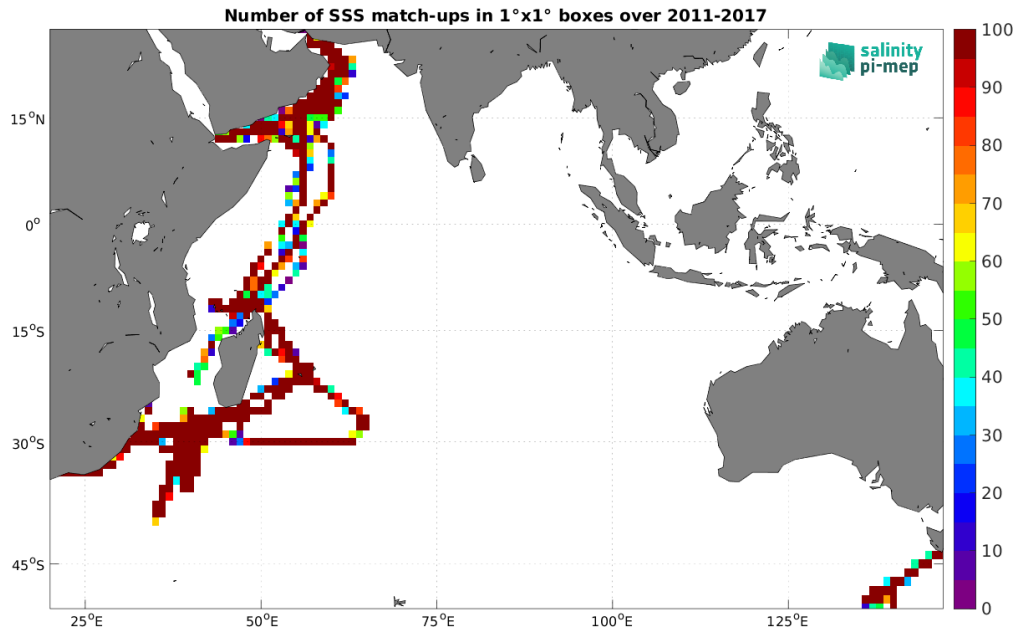 Number of SSS match-ups in 1°x1° boxes over 2011-2017
salinity
pi-mep
15°N
0°
15°S
30°S
45°S
25°E
50°E
75°E
100°E
125°E
100
90
80
70
60
50
40
30
20
10
0